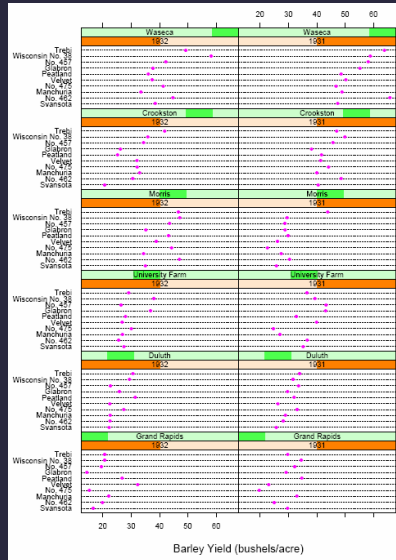 20 30 40 50 60
Waseca Waseca
1932 1931
Trebi
Wisconsin No. 38
No. 457
Glabron
Peatland
Velvet
No. 475
Manchuria
No. 462
Svansota
Crookston Crookston
1932 1931
Trebi
Wisconsin No. 38
No. 457
Glabron
Peatland
Velvet
No. 475
Manchuria
No. 462
Svansota
Morris Morris
1932 1931
Trebi
Wisconsin No. 38
No. 457
Glabron
Peatland
Velvet
No. 475
Manchuria
No. 462
Svansota
University Farm University Farm
1932 1931
Trebi
Wisconsin No. 38
No. 457
Glabron
Peatland
Velvet
No. 475
Manchuria
No. 462
Svansota
Duluth Duluth
1932 1931
Trebi
Wisconsin No. 38
No. 457
Glabron
Peatland
Velvet
No. 475
Manchuria
No. 462
Svansota
Grand Rapids Grand Rapids
1932 1931
Trebi
Wisconsin No. 38
No. 457
Glabron
Peatland
Velvet
No. 475
Manchuria
No. 462
Svansota
20 30 40 50 60
Barley Yield (bushels/acre)